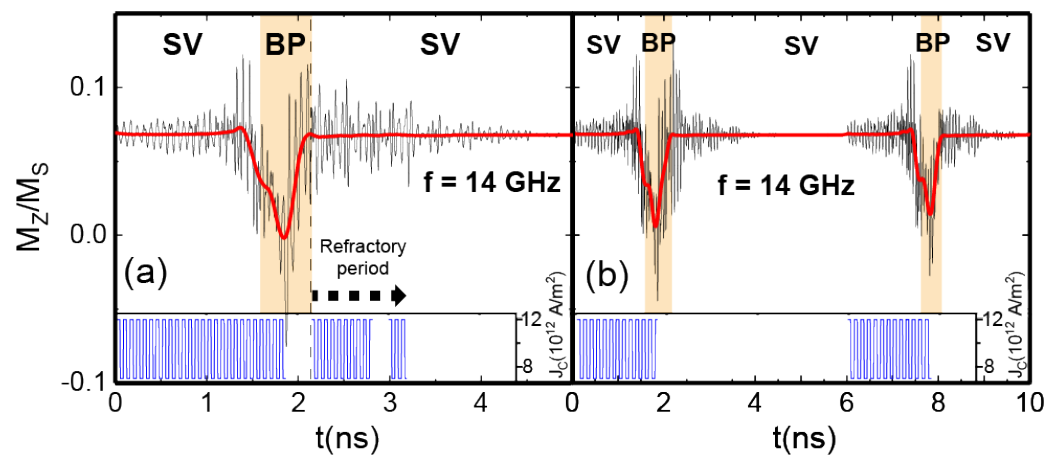 SV BP SV
SV BP SV BP SV
0.1
0.0
-0.1
M_Z/M_S
f = 14 GHz
f = 14 GHz
Refractory
period
(a)
(b)
12
8
J_C(10^12 A/m^2)
12
8
J_C(10^12 A/m^2)
0 1 2 3 4
0 2 4 6 8 10
t(ns)
t(ns)